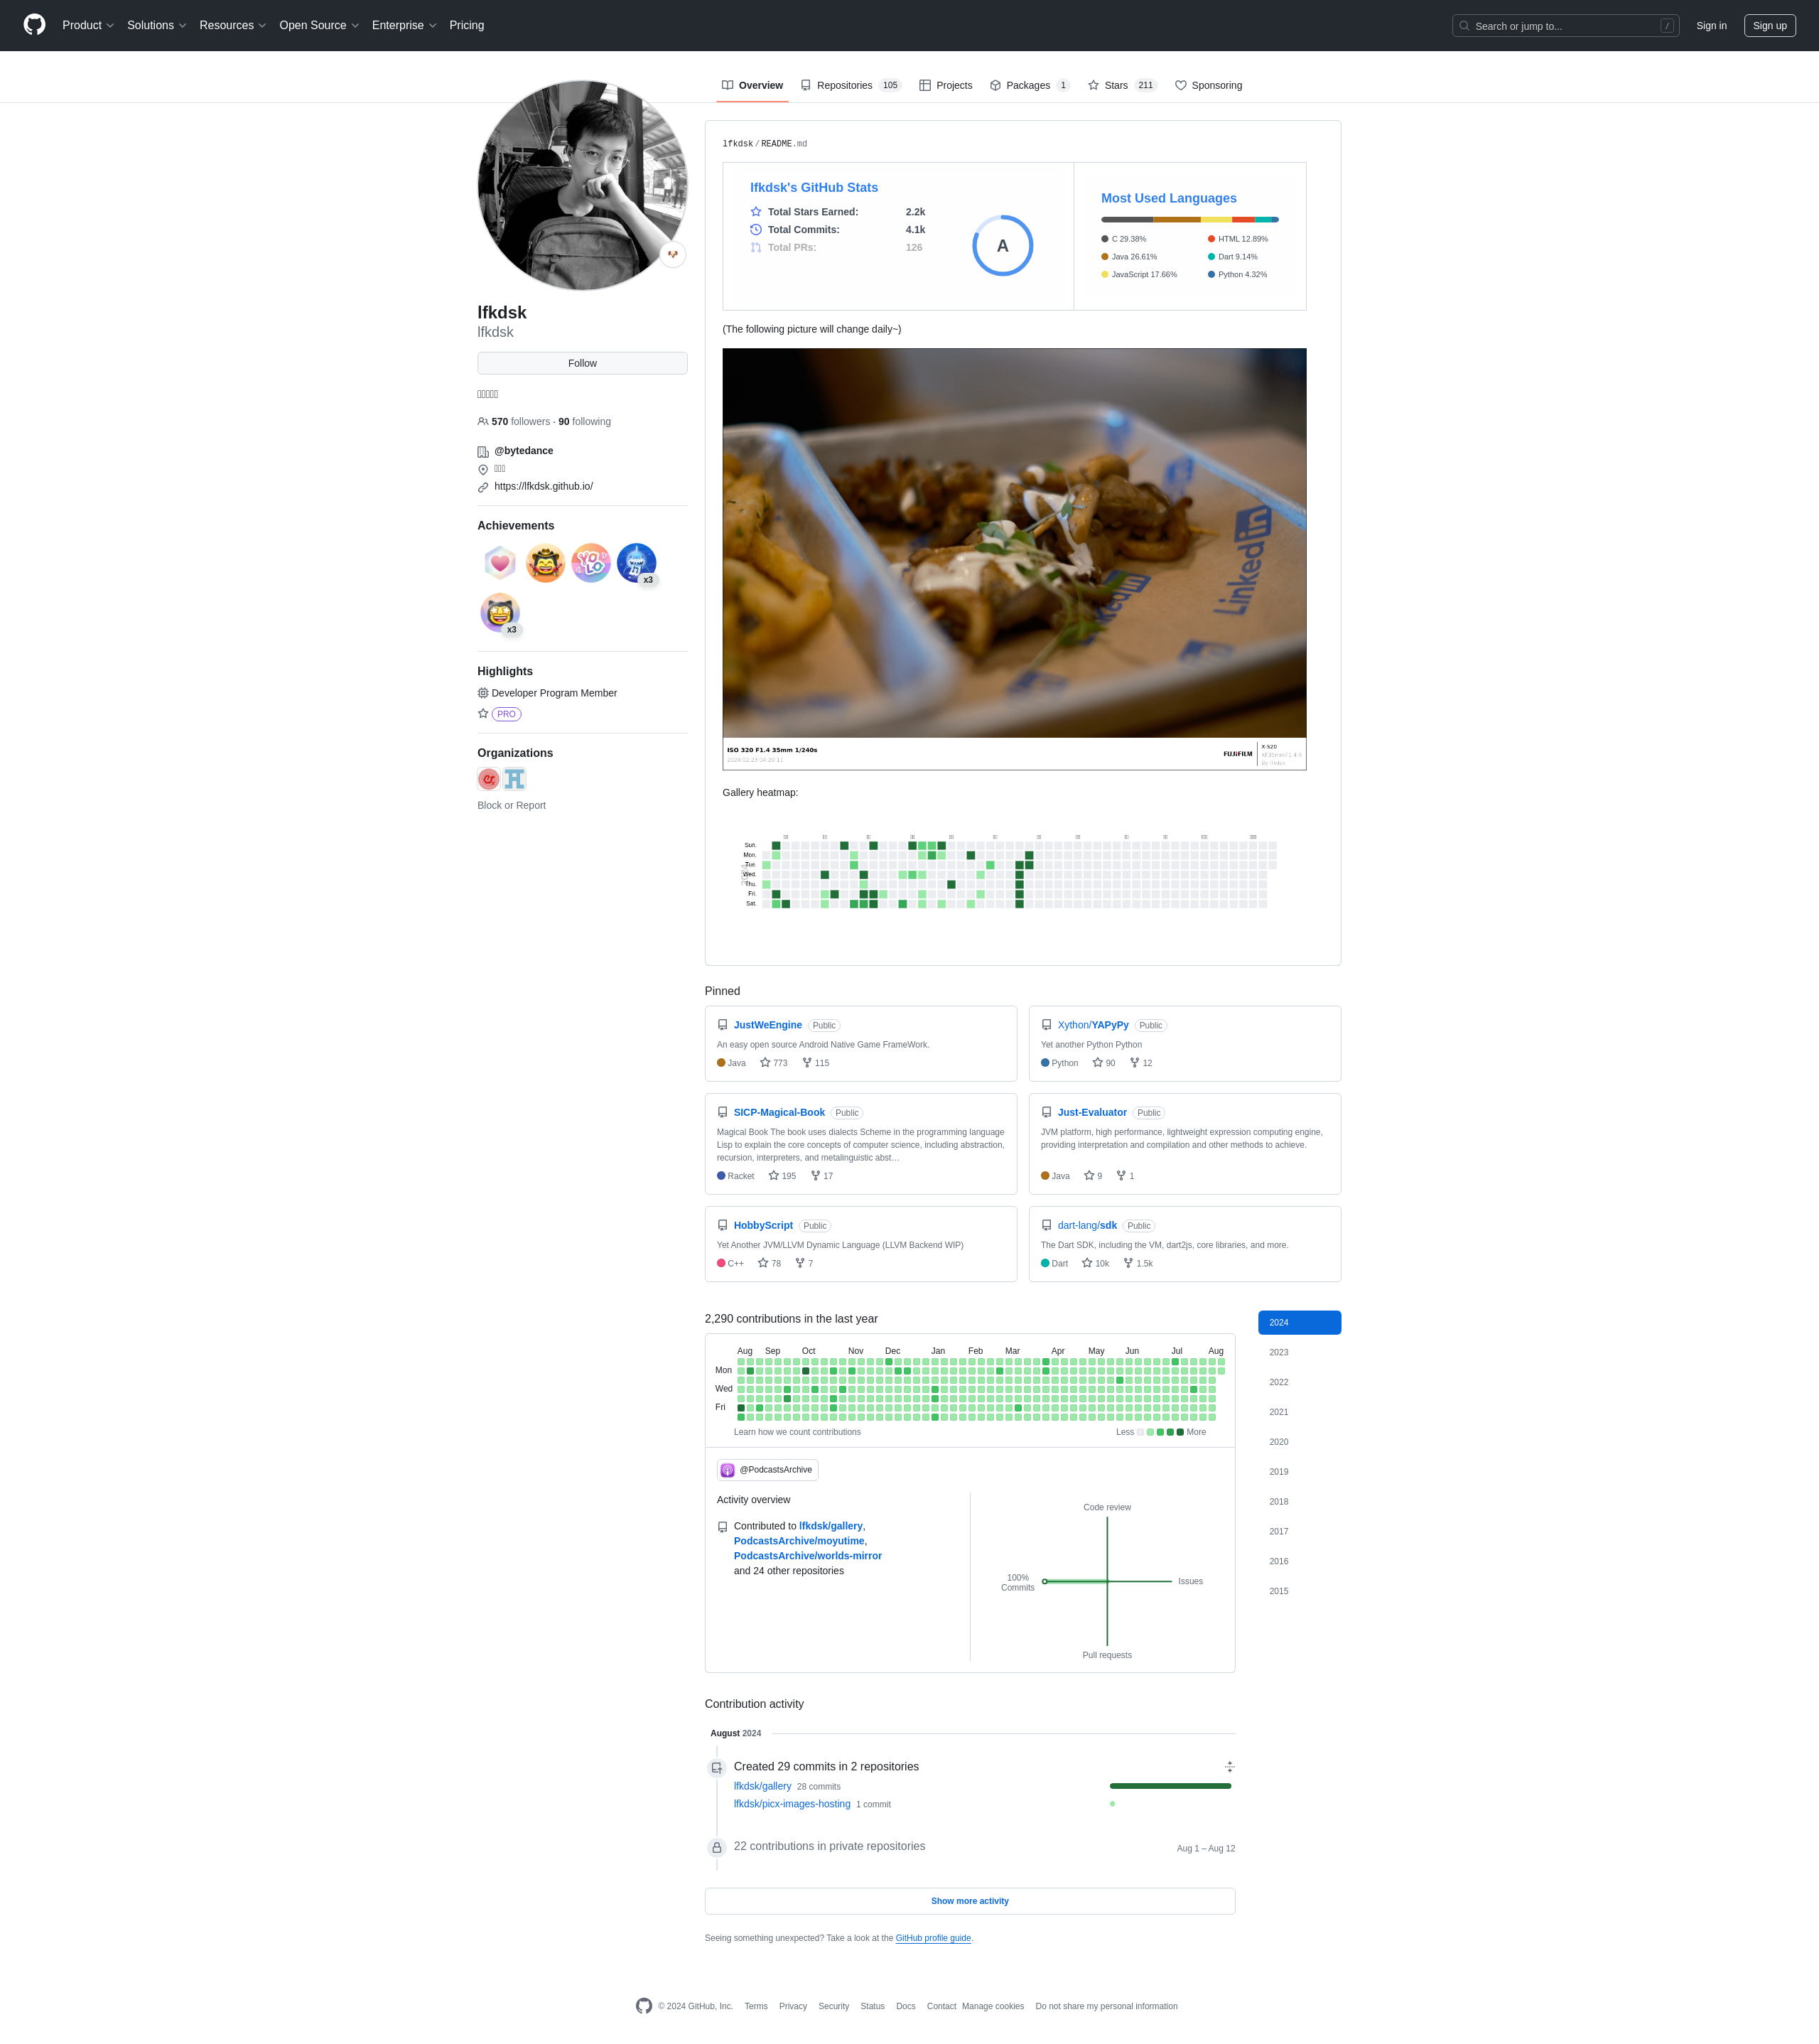 Product Solutions Resources Open Source Enterprise Pricing
Search or jump to... /
Sign in
Sign up
Overview
Repositories 105
Projects
Packages 1
Stars 211
Sponsoring
lfkdsk
lfkdsk
Follow
570 followers · 90 following
@bytedance
https://lfkdsk.github.io/
Achievements
YOLO
x3
x3
Highlights
Developer Program Member
PRO
Organizations
Block or Report
lfkdsk/README.md
lfkdsk's GitHub Stats
Total Stars Earned: 2.2k
Total Commits: 4.1k
Total PRs: 126
A
Most Used Languages
C 29.38%
HTML 12.89%
Java 26.61%
Dart 9.14%
JavaScript 17.66%
Python 4.32%
(The following picture will change daily~)
LinkedIn
LinkedIn
ISO 320 F1.4 35mm 1/240s
FUJIFILM
Gallery heatmap:
Sun.
Mon.
Tue.
Wed.
Thu.
Fri.
Sat.
Pinned
JustWeEngine Public
An easy open source Android Native Game FrameWork.
Java 773 115
Xython/YAPyPy Public
Yet another Python Python
Python 90 12
SICP-Magical-Book Public
Magical Book The book uses dialects Scheme in the programming language
Lisp to explain the core concepts of computer science, including abstraction,
recursion, interpreters, and metalinguistic abst…
Racket 195 17
Just-Evaluator Public
JVM platform, high performance, lightweight expression computing engine,
providing interpretation and compilation and other methods to achieve.
Java 9 1
HobbyScript Public
Yet Another JVM/LLVM Dynamic Language (LLVM Backend WIP)
C++ 78 7
dart-lang/sdk Public
The Dart SDK, including the VM, dart2js, core libraries, and more.
Dart 10k 1.5k
2,290 contributions in the last year
Aug Sep Oct Nov Dec Jan Feb Mar Apr May Jun Jul Aug
Mon
Wed
Fri
Learn how we count contributions
Less More
@PodcastsArchive
Activity overview
Contributed to lfkdsk/gallery,
PodcastsArchive/moyutime,
PodcastsArchive/worlds-mirror
and 24 other repositories
Code review
100%
Commits
Issues
Pull requests
2024
2023
2022
2021
2020
2019
2018
2017
2016
2015
Contribution activity
August 2024
Created 29 commits in 2 repositories
lfkdsk/gallery 28 commits
lfkdsk/picx-images-hosting 1 commit
22 contributions in private repositories
Aug 1 – Aug 12
Show more activity
Seeing something unexpected? Take a look at the GitHub profile guide.
© 2024 GitHub, Inc. Terms Privacy Security Status Docs Contact Manage cookies Do not share my personal information